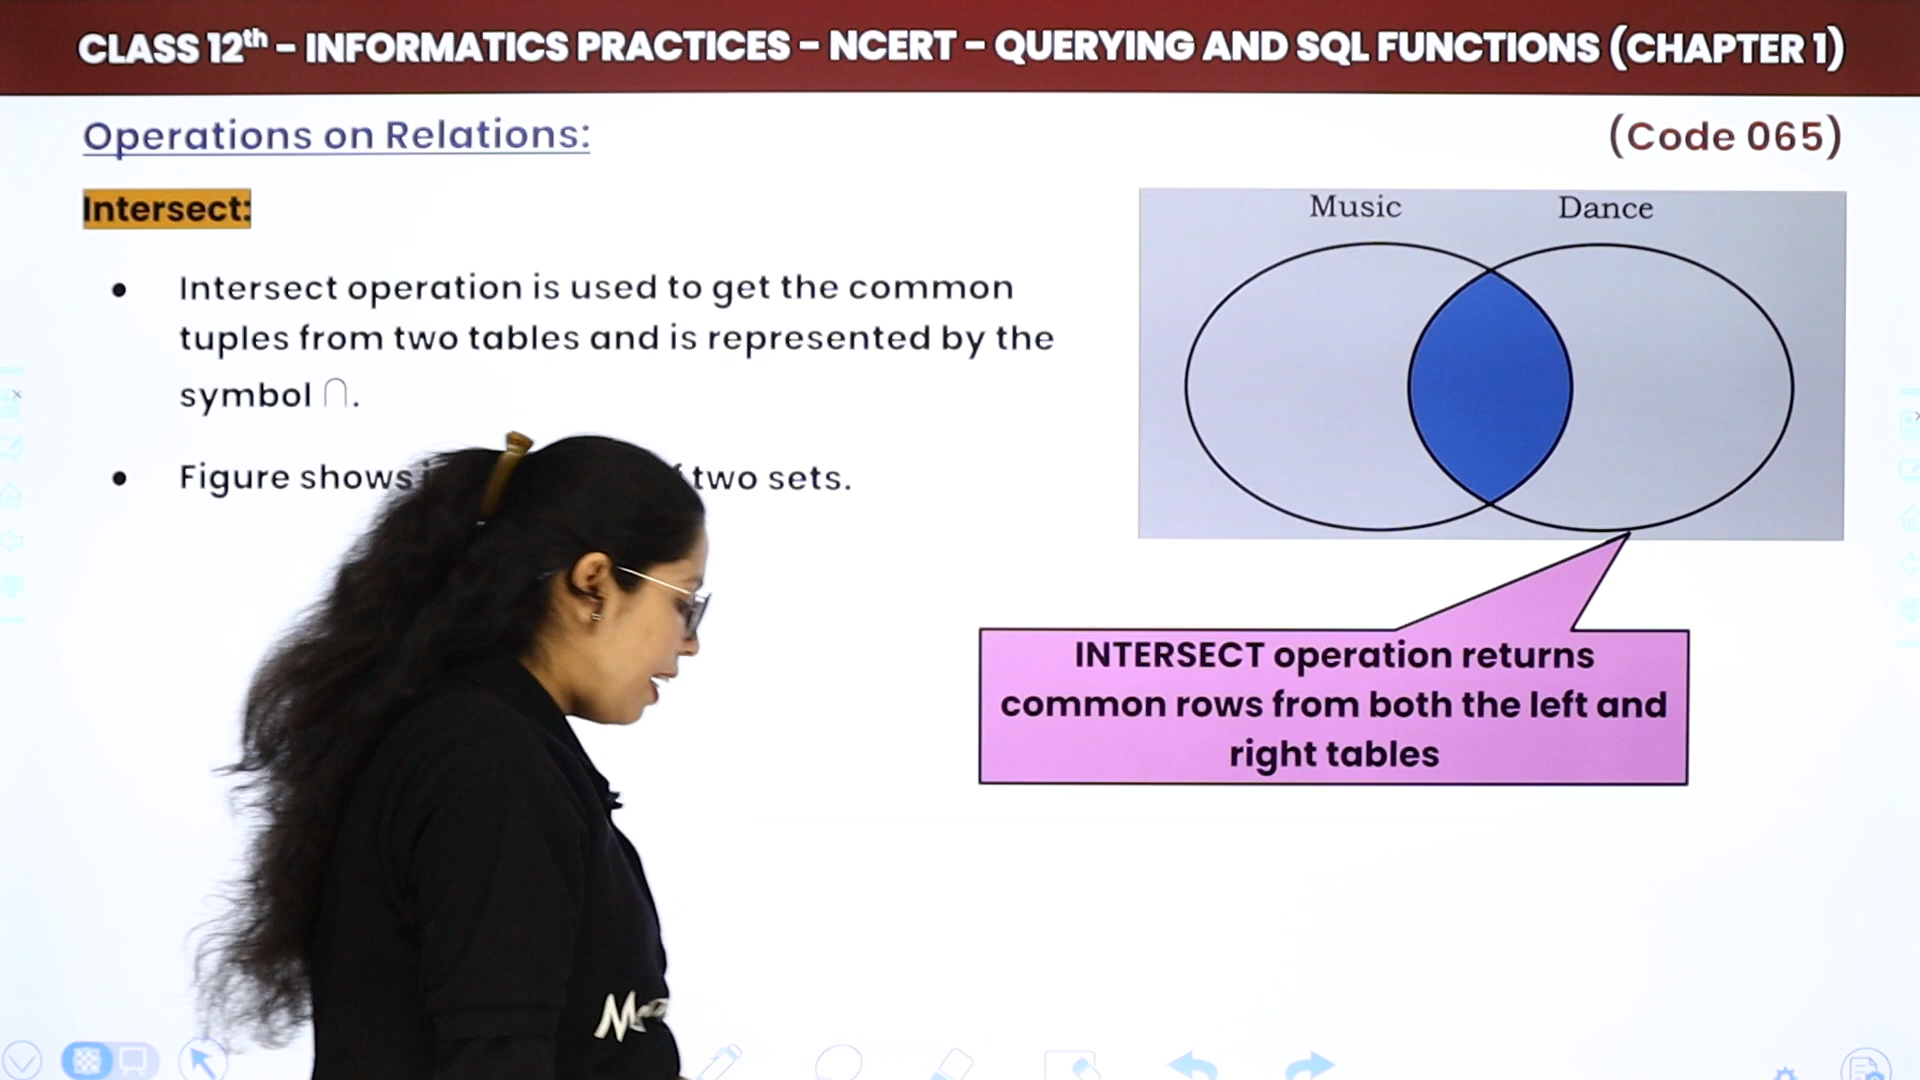 CLASS 12th – INFORMATICS PRACTICES – NCERT – QUERYING AND SQL FUNCTIONS (CHAPTER 1)
Operations on Relations:
(Code 065)
Intersect:
Music Dance
Intersect operation is used to get the common
tuples from two tables and is represented by the
symbol ∩.
Figure shows two sets.
INTERSECT operation returns
common rows from both the left and
right tables